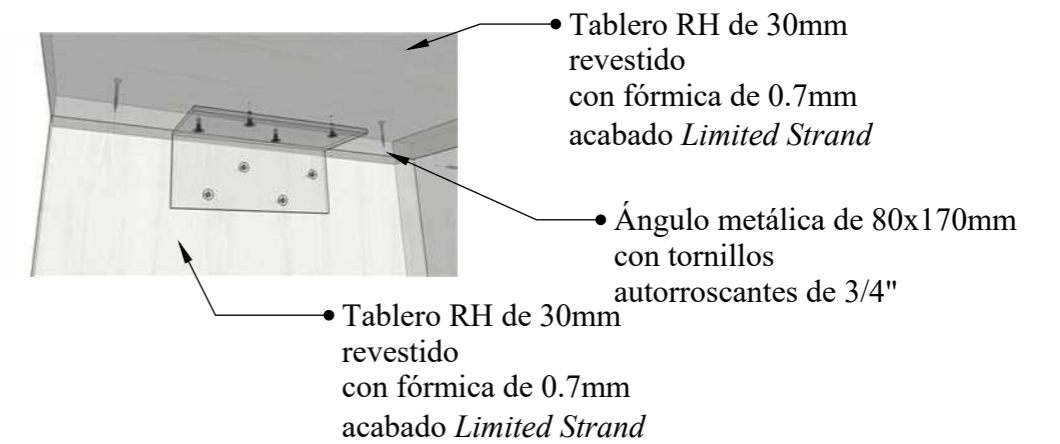 Tablero RH de 30mm
revestido
con fórmica de 0.7mm
acabado Limited Strand
Ángulo metálica de 80x170mm
con tornillos
autorroscantes de 3/4"
Tablero RH de 30mm
revestido
con fórmica de 0.7mm
acabado Limited Strand